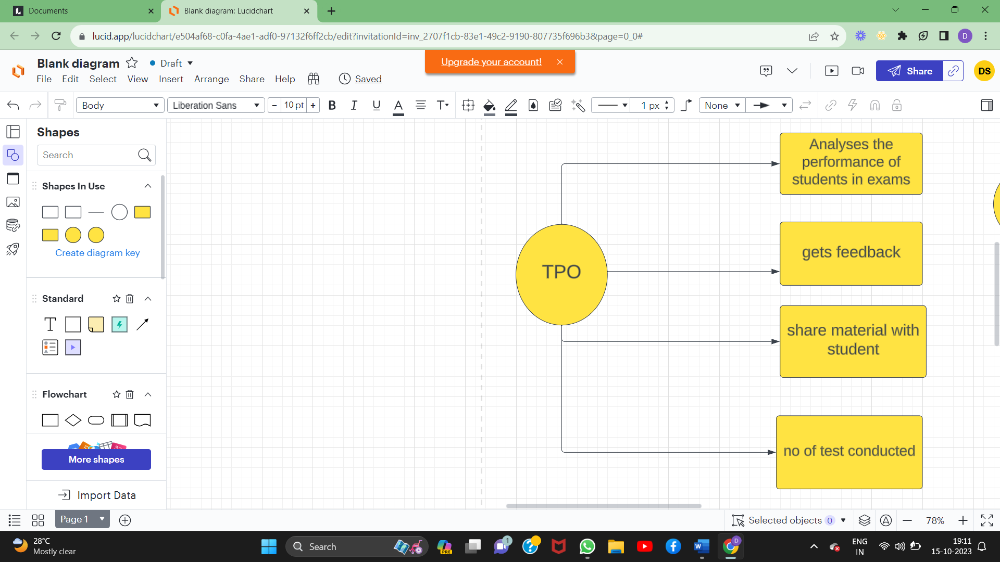 Documents
Blank diagram: Lucidchart
lucid.app/lucidchart/e504af68-c0fa-4ae1-adf0-97132f6ff2cb/edit?invitationId=inv_2707f1cb-83e1-49c2-9190-807735f696b3&page=0_0#
D
Blank diagram
Draft
Upgrade your account!
File Edit Select View Insert Arrange Share Help
Saved
Share
DS
Body
Liberation Sans
- 10 pt +
B I U A T
1 px
None
Shapes
Search
Shapes In Use
Create diagram key
Standard
T
Flowchart
More shapes
Import Data
Analyses the
performance of
students in exams
gets feedback
TPO
share material with
student
no of test conducted
Page 1
Selected objects 0
78%
28°C
Mostly clear
Search
PRE
1
D
ENG
IN
19:11
15-10-2023